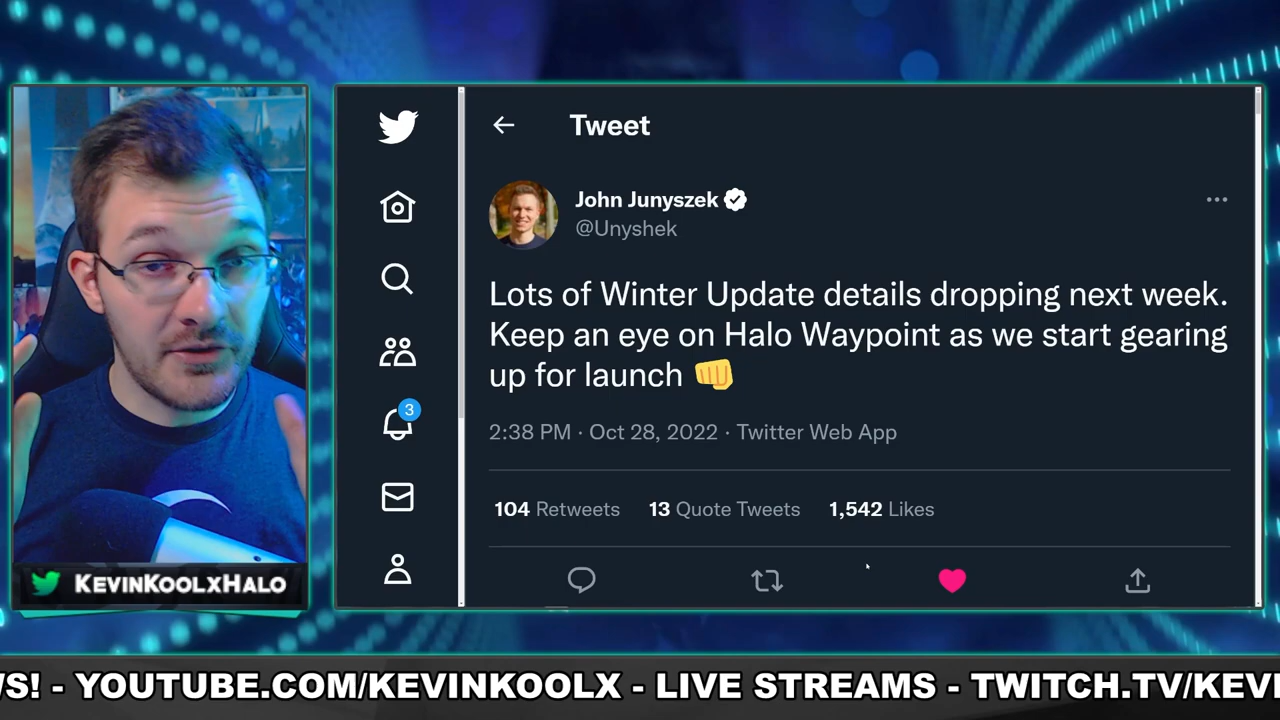 Tweet
John Junyszek
@Unyshek
Lots of Winter Update details dropping next week.
Keep an eye on Halo Waypoint as we start gearing
up for launch 👊
2:38 PM · Oct 28, 2022 · Twitter Web App
104 Retweets 13 Quote Tweets 1,542 Likes
3
KevinKoolxHalo
S! - YOUTUBE.COM/KEVINKOOLX - LIVE STREAMS - TWITCH.TV/KEV